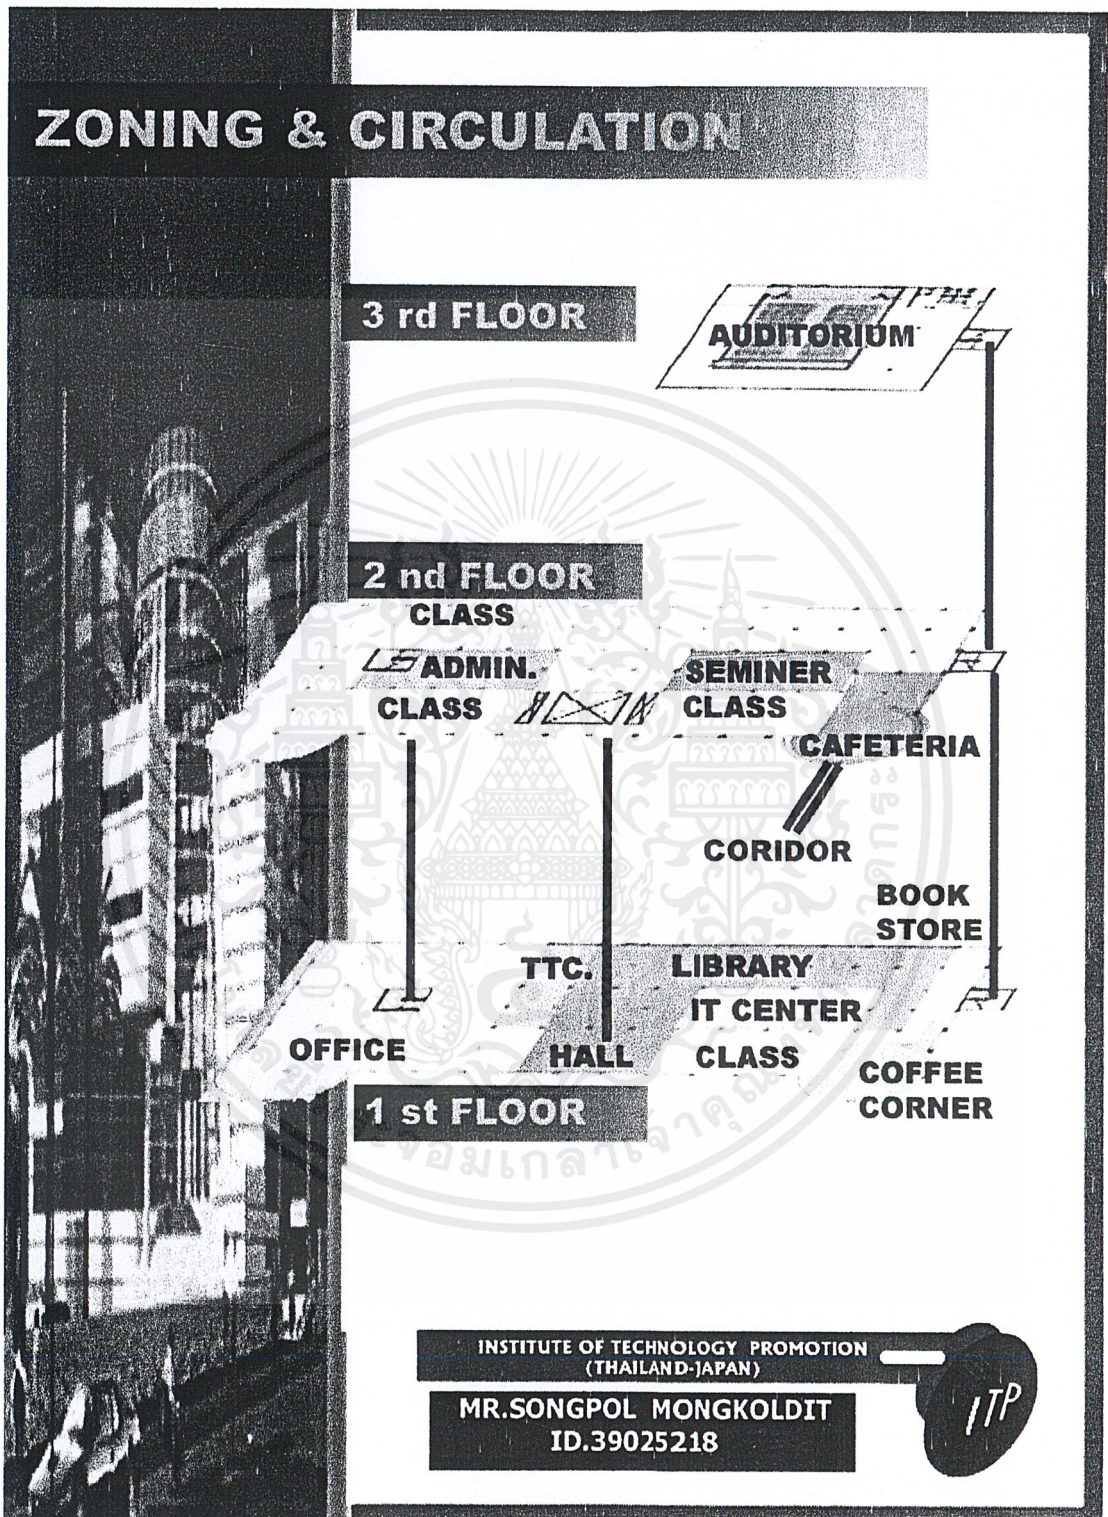 ZONING & CIRCULATION
3 rd FLOOR
AUDITORIUM
2 nd FLOOR
CLASS
ADMIN.
SEMINER
CLASS
CLASS
CAFETERIA
CORIDOR
BOOK
STORE
TTC.
LIBRARY
IT CENTER
OFFICE
HALL
CLASS
COFFEE
CORNER
1 st FLOOR
INSTITUTE OF TECHNOLOGY PROMOTION
(THAILAND-JAPAN)
MR.SONGPOL MONGKOLDIT
ID.39025218
ITP